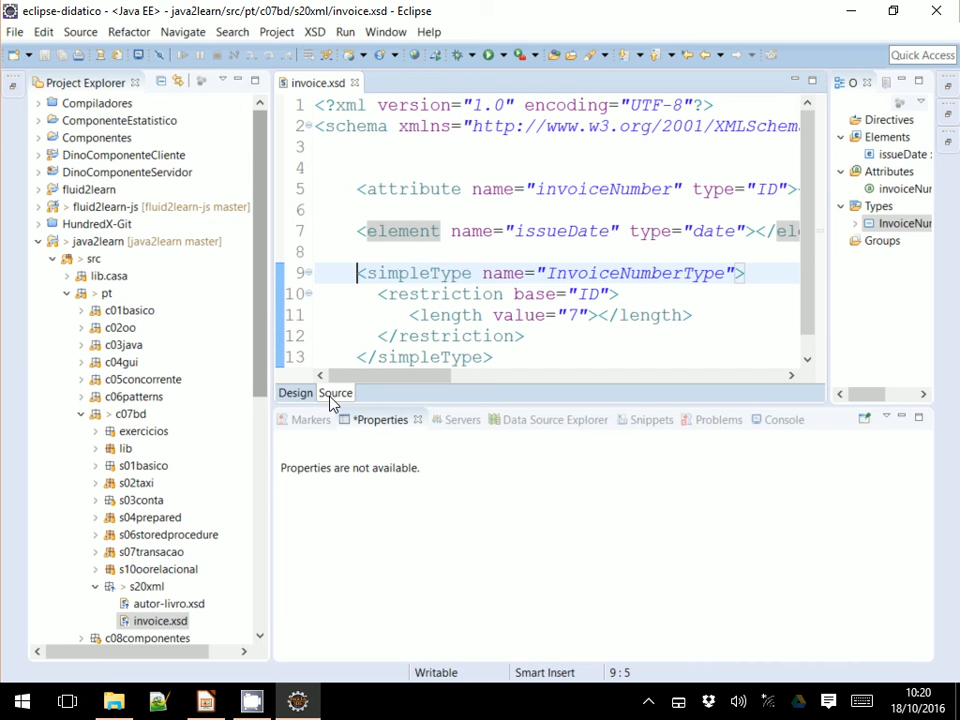 eclipse-didatico - <Java EE> - java2learn/src/pt/c07bd/s20xml/invoice.xsd - Eclipse
File Edit Source Refactor Navigate Search Project XSD Run Window Help
Quick Access
Project Explorer
Compiladores
ComponenteEstatistico
Componentes
DinoComponenteCliente
DinoComponenteServidor
fluid2learn
> fluid2learn-js [fluid2learn-js master]
HundredX-Git
> java2learn [java2learn master]
> src
lib.casa
> pt
c01basico
c02oo
c03java
c04gui
c05concorrente
c06patterns
> c07bd
exercicios
lib
s01basico
s02taxi
s03conta
s04prepared
s06storedprocedure
s07transacao
s10oorelacional
> s20xml
autor-livro.xsd
invoice.xsd
c08componentes
invoice.xsd
1 <?xml version="1.0" encoding="UTF-8"?>
2 <schema xmlns="http://www.w3.org/2001/XMLSchema
3
4
5 <attribute name="invoiceNumber" type="ID">
6
7 <element name="issueDate" type="date"></ele
8
9 <simpleType name="InvoiceNumberType">
10 <restriction base="ID">
11 <length value="7"></length>
12 </restriction>
13 </simpleType>
Design Source
O
Directives
Elements
issueDate :
Attributes
invoiceNur
Types
InvoiceNur
Groups
Markers *Properties Servers Data Source Explorer Snippets Problems Console
Properties are not available.
Writable Smart Insert 9 : 5
10:20
18/10/2016